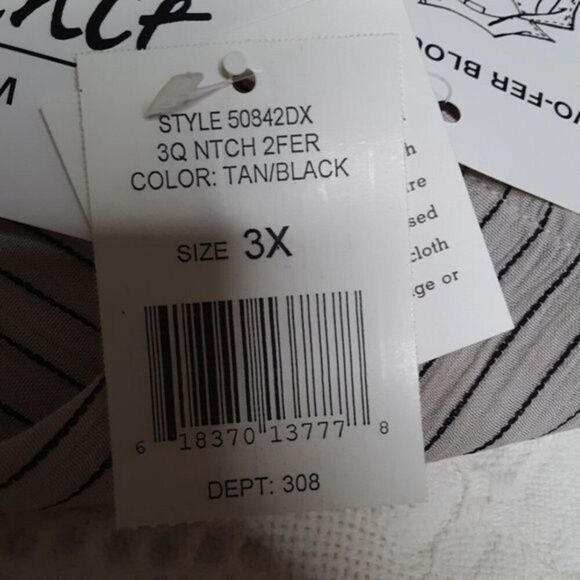 STYLE 50842DX
3Q NTCH 2FER
COLOR: TAN/BLACK
SIZE 3X
6 18370 13777 8
DEPT: 308
O-FER BLO
h
re
sed
cloth
ge or